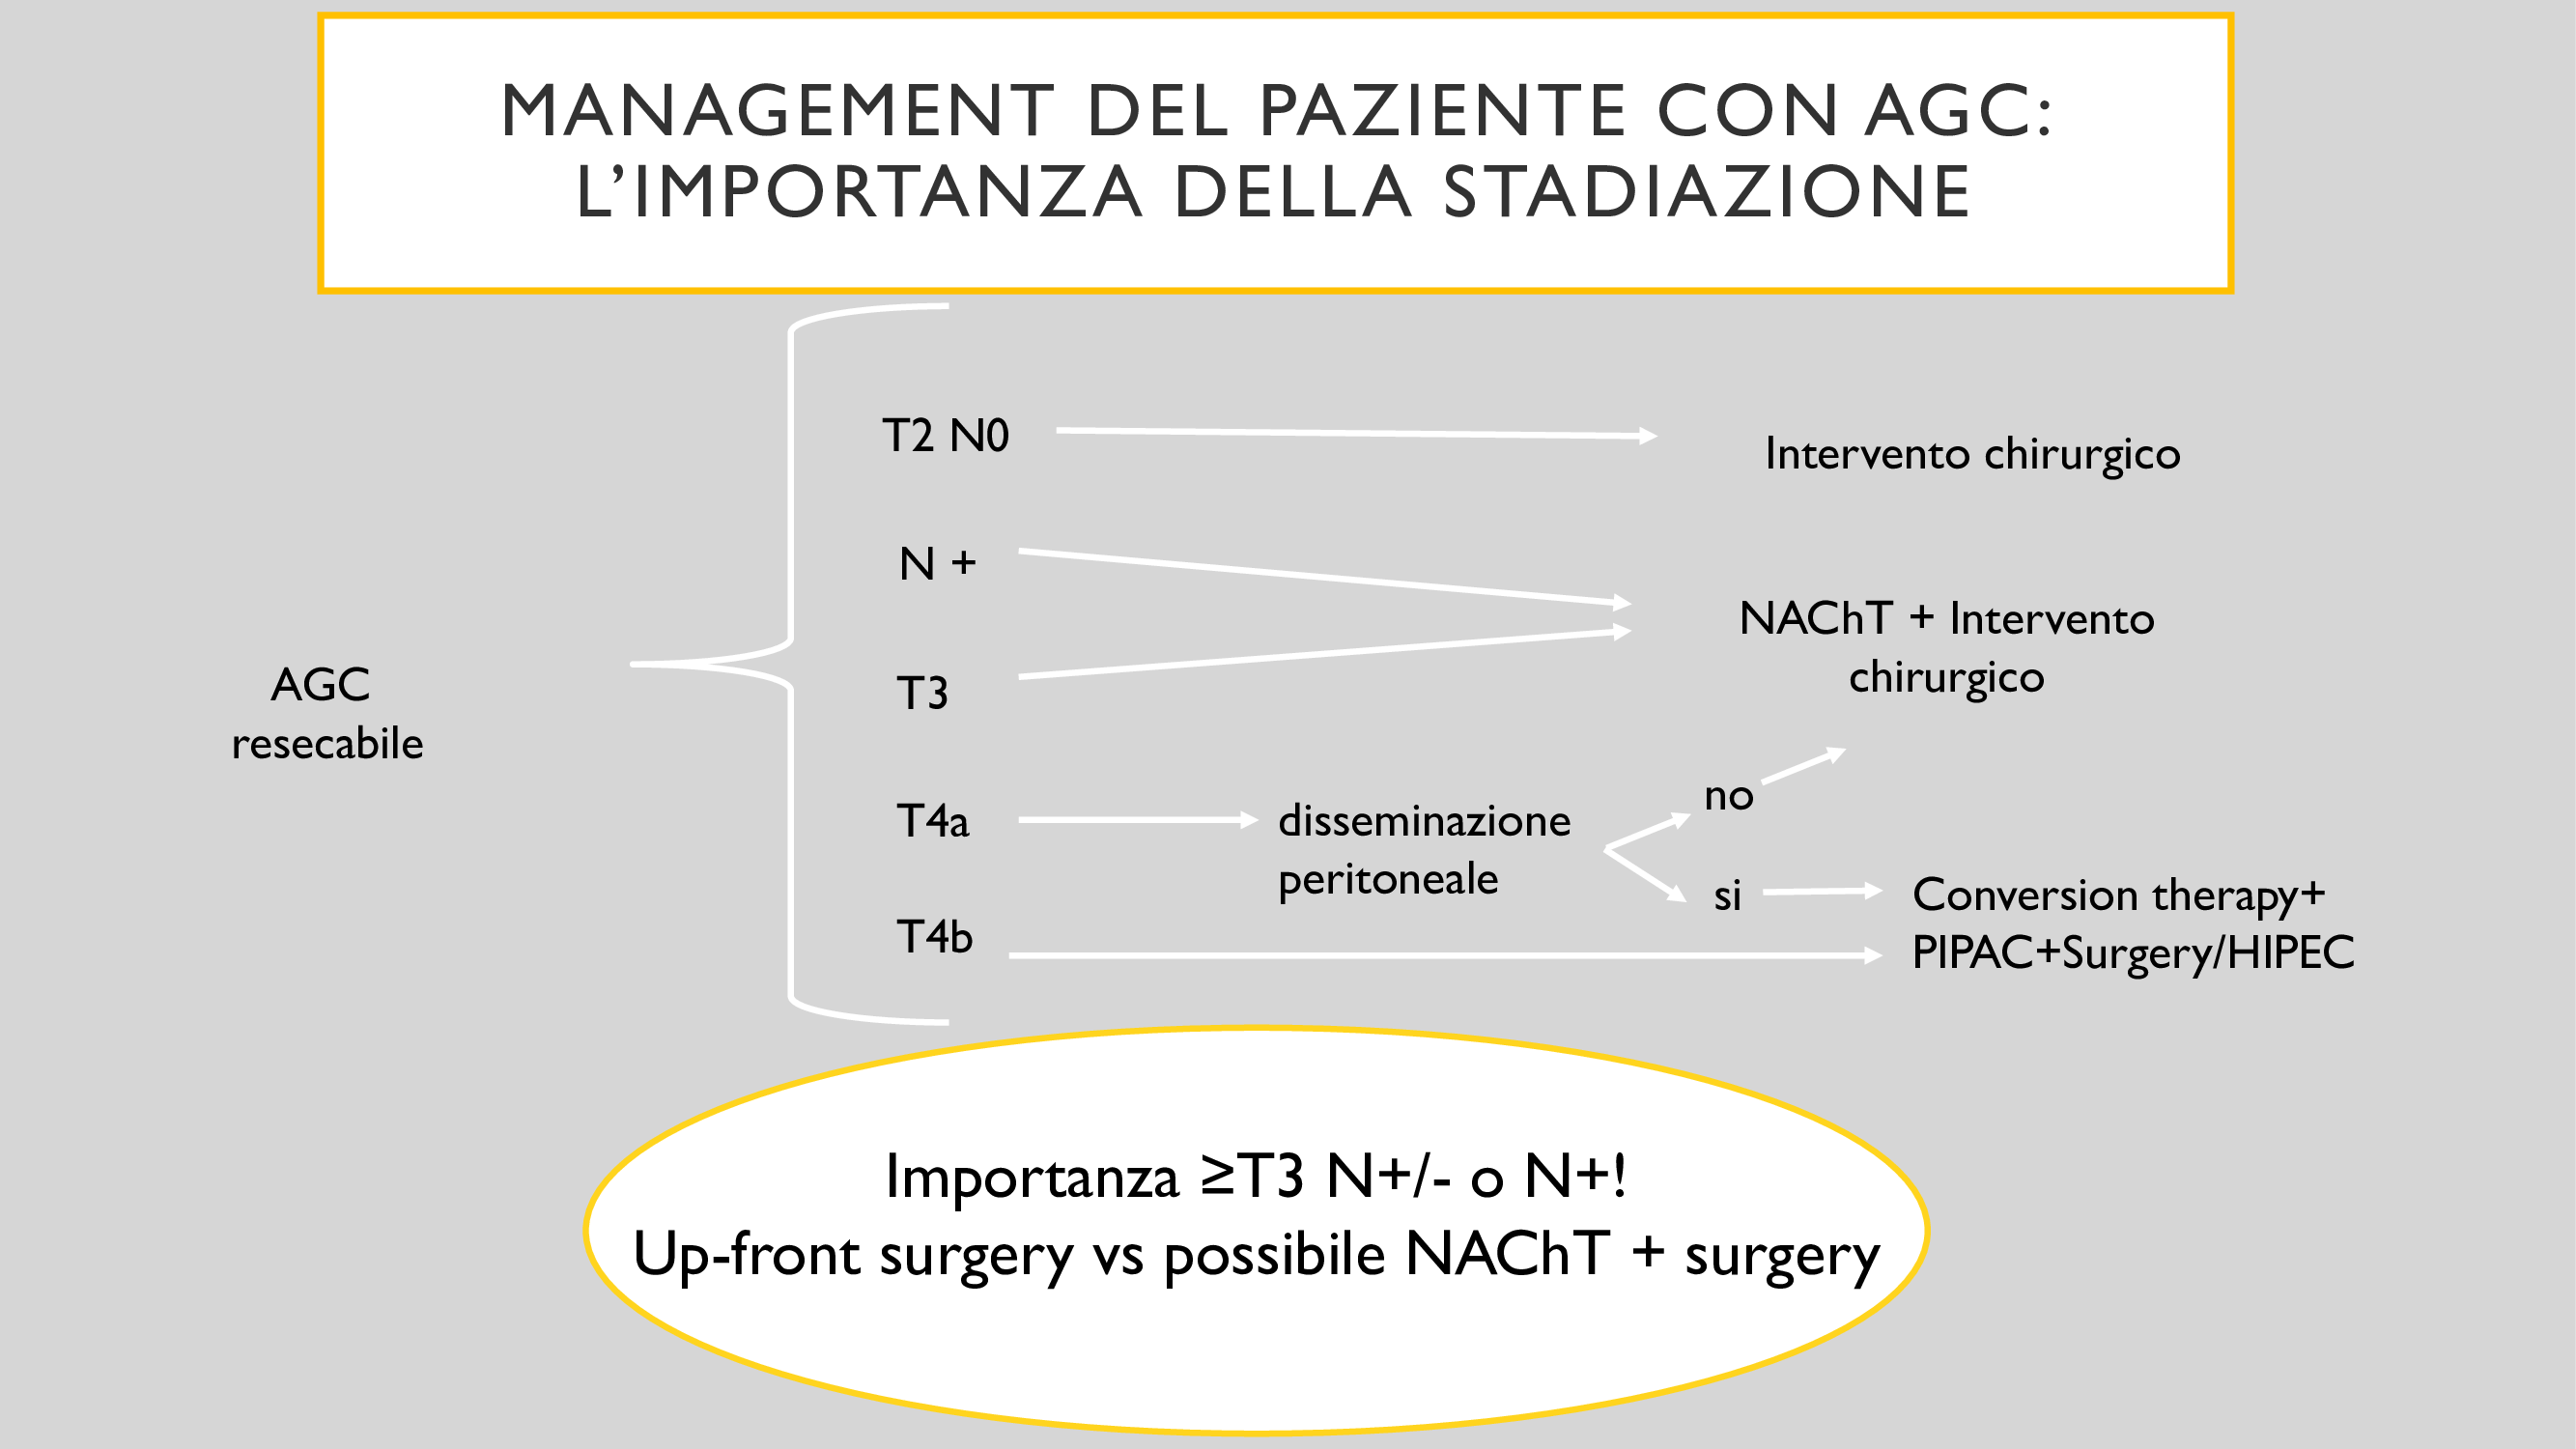 MANAGEMENT DEL PAZIENTE CON AGC:
L’IMPORTANZA DELLA STADIAZIONE
AGC
resecabile
T2 N0
Intervento chirurgico
N +
T3
NAChT + Intervento
chirurgico
T4a
disseminazione
peritoneale
no
si
T4b
Conversion therapy+
PIPAC+Surgery/HIPEC
Importanza ≥T3 N+/- o N+!
Up-front surgery vs possibile NAChT + surgery